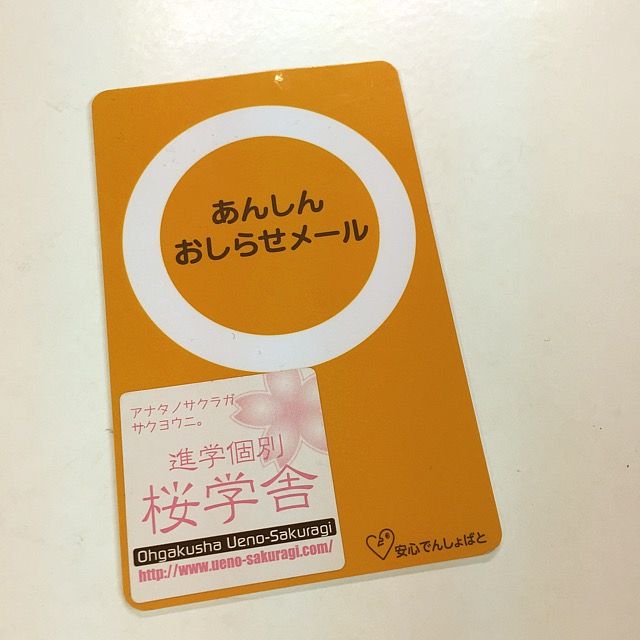 あんしん
おしらせメール
アナタノサクラガ
サクヨウニ。
進学個別
桜学舎
Ohgakusha Ueno-Sakuragi
http://www.ueno-sakuragi.com/
安心でんしょばと